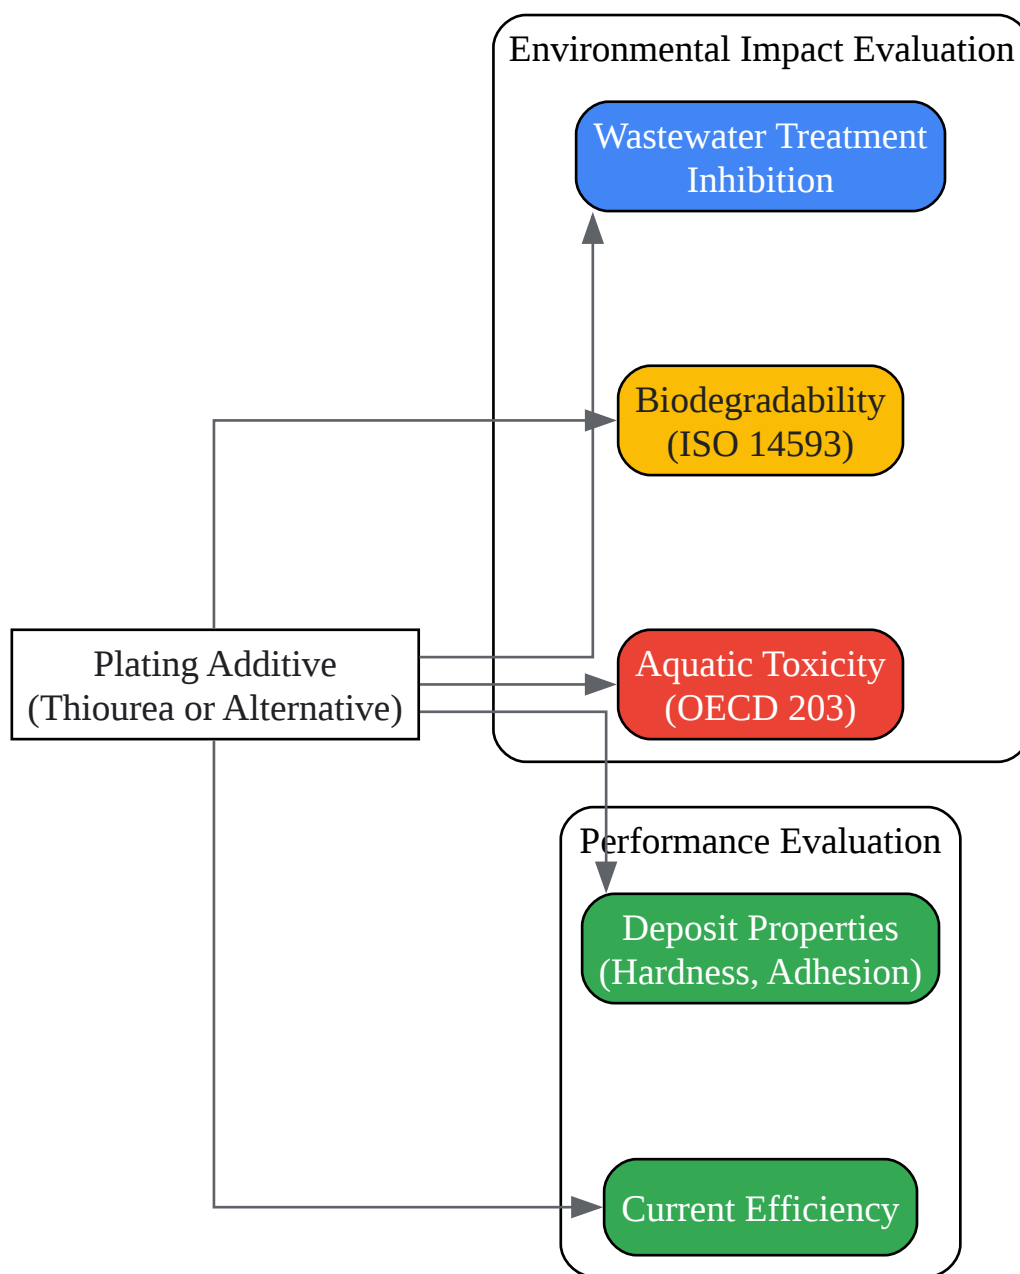 Environmental Impact Evaluation
Wastewater Treatment
Inhibition
Biodegradability
(ISO 14593)
Plating Additive
(Thiourea or Alternative)
Aquatic Toxicity
(OECD 203)
Performance Evaluation
Deposit Properties
(Hardness, Adhesion)
Current Efficiency